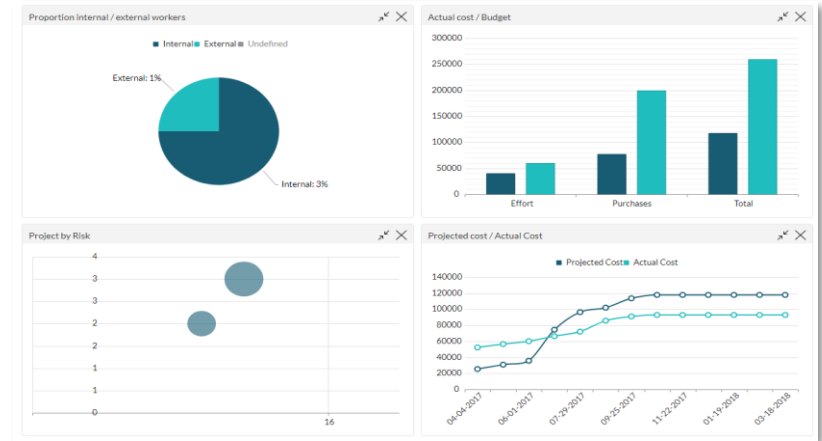 Proportion internal / external workers
Internal External Undefined
External: 1%
Internal: 3%
Actual cost / Budget
300000
250000
200000
150000
100000
50000
0
Effort Purchases Total
Project by Risk
4
3
3
2
2
1
1
0
16
Projected cost / Actual Cost
Projected Cost Actual Cost
140000
120000
100000
80000
60000
40000
20000
0
04-04-2017 06-01-2017 07-29-2017 09-25-2017 11-22-2017 01-19-2018 03-18-2018